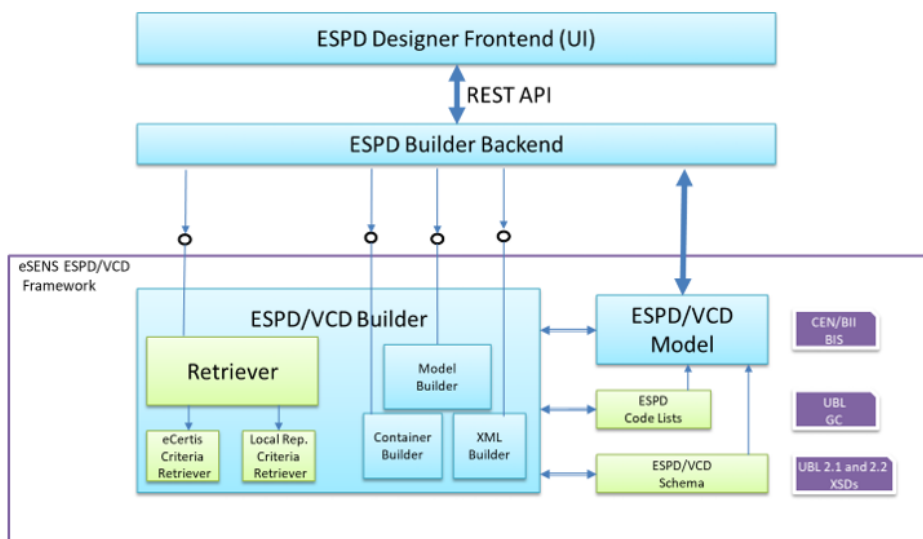 ESPD Designer Frontend (UI)
REST API
ESPD Builder Backend
eSENS ESPD/VCD
Framework
ESPD/VCD Builder
Retriever
eCertis
Criteria
Retriever
Local Rep.
Criteria
Retriever
Model
Builder
Container
Builder
XML
Builder
ESPD/VCD
Model
ESPD
Code Lists
ESPD/VCD
Schema
CEN/BII
BIS
UBL
GC
UBL 2.1 and 2.2
XSDs